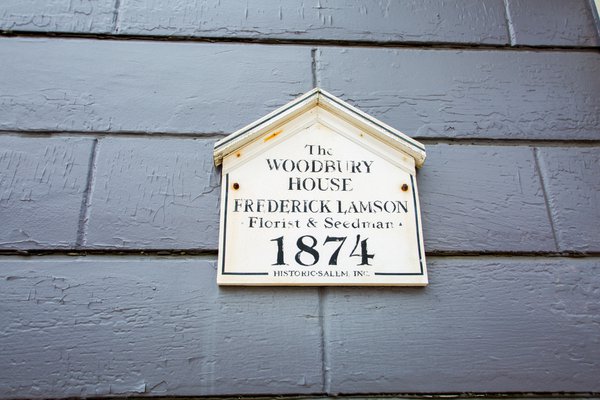 The
WOODBURY
HOUSE
FREDERICK LAMSON
Florist & Seedman
1874
HISTORIC·SALEM, INC.